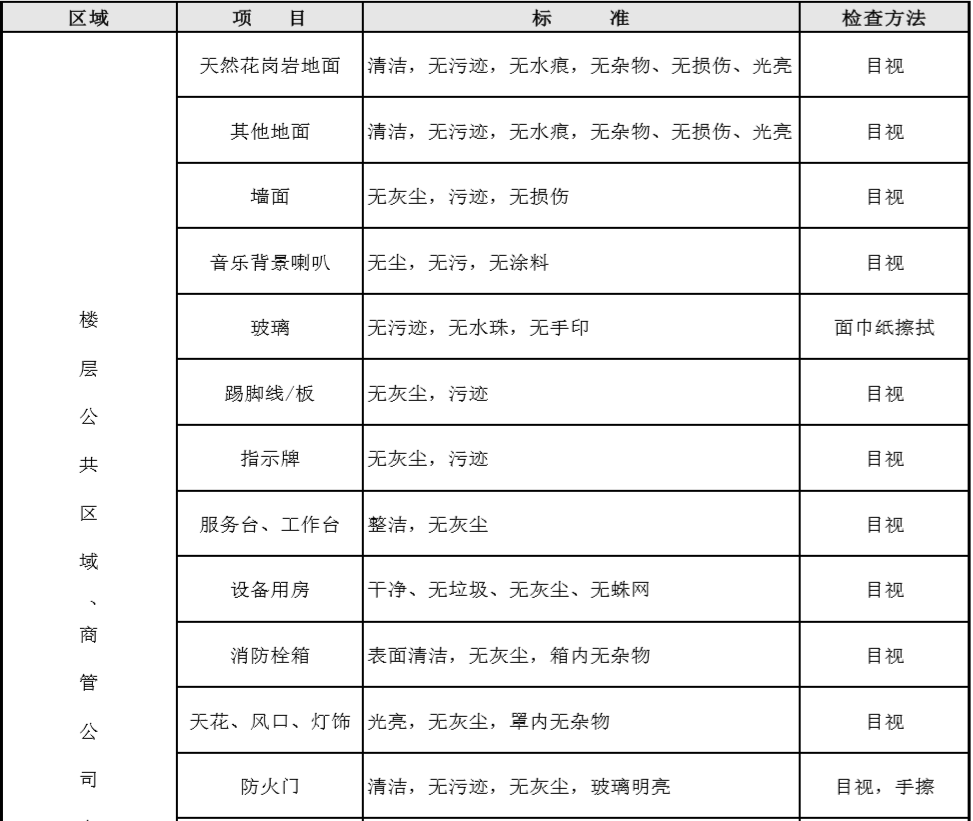 区域 项 目 标 准 检查方法
天然花岗岩地面 清洁，无污迹，无水痕，无杂物、无损伤、光亮 目视
其他地面 清洁，无污迹，无水痕，无杂物、无损伤、光亮 目视
墙面 无灰尘，污迹，无损伤 目视
音乐背景喇叭 无尘，无污，无涂料 目视
玻璃 无污迹，无水珠，无手印 面巾纸擦拭
踢脚线/板 无灰尘，污迹 目视
指示牌 无灰尘，污迹 目视
服务台、工作台 整洁，无灰尘 目视
设备用房 干净、无垃圾、无灰尘、无蛛网 目视
消防栓箱 表面清洁，无灰尘，箱内无杂物 目视
天花、风口、灯饰 光亮，无灰尘，罩内无杂物 目视
防火门 清洁，无污迹，无灰尘，玻璃明亮 目视，手擦
楼
层
公
共
区
域
、
商
管
公
司